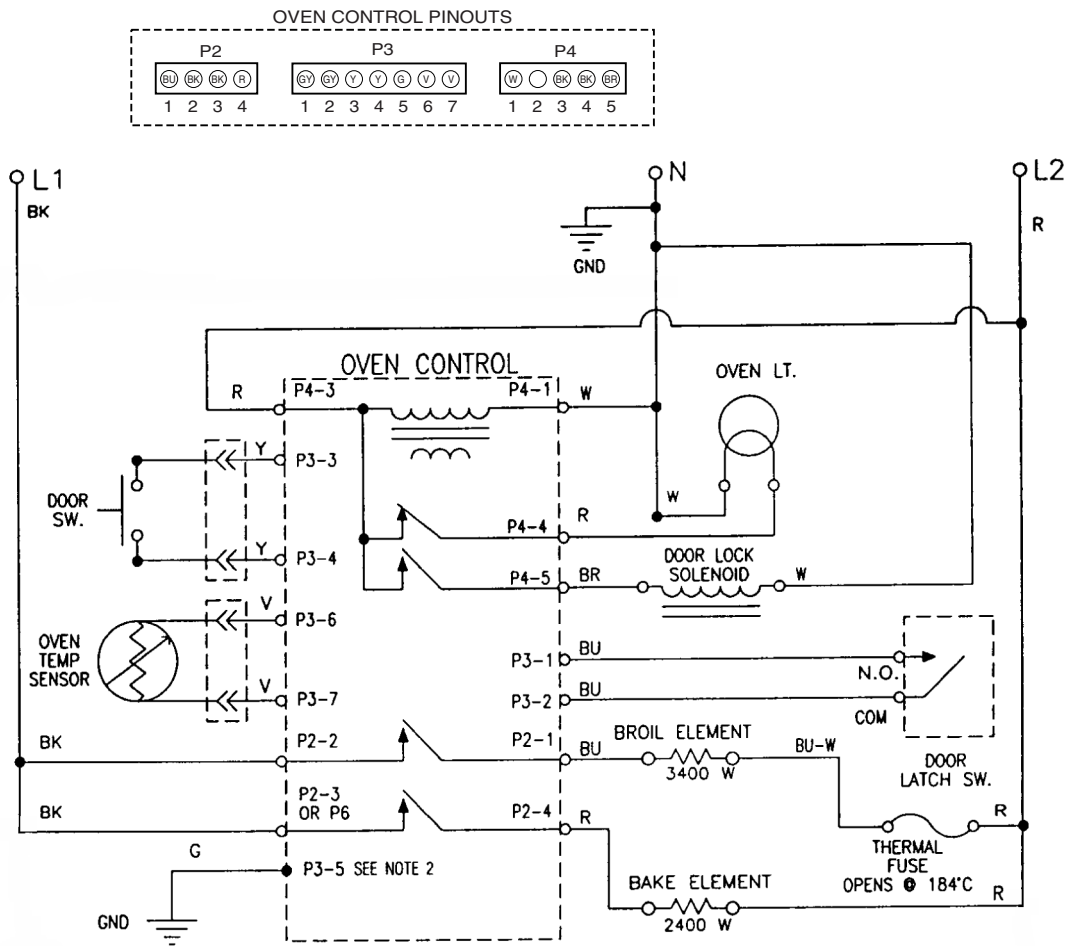 OVEN CONTROL PINOUTS
P2 P3 P4
BU BK BK R GY GY Y Y G V V W BK BK BR
1 2 3 4 1 2 3 4 5 6 7 1 2 3 4 5
L1 N L2
BK
R
GND
OVEN CONTROL
OVEN LT.
R P4-3 P4-1 W
Y P3-3
DOOR
SW.
W
P4-4 R
Y P3-4
DOOR LOCK
SOLENOID
P4-5 BR W
V P3-6
OVEN
TEMP
SENSOR
P3-1 BU
N.O.
V P3-7 P3-2 BU
COM
BK P2-2 P2-1 BU BROIL ELEMENT BU-W
3400 W
DOOR
LATCH SW.
BK P2-3
OR P6
P2-4 R R
THERMAL
FUSE
OPENS @ 184°C
G
P3-5 SEE NOTE 2
GND
BAKE ELEMENT R
2400 W